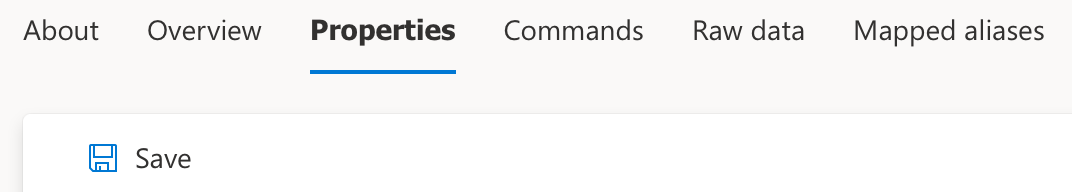 About Overview Properties Commands Raw data Mapped aliases
Save